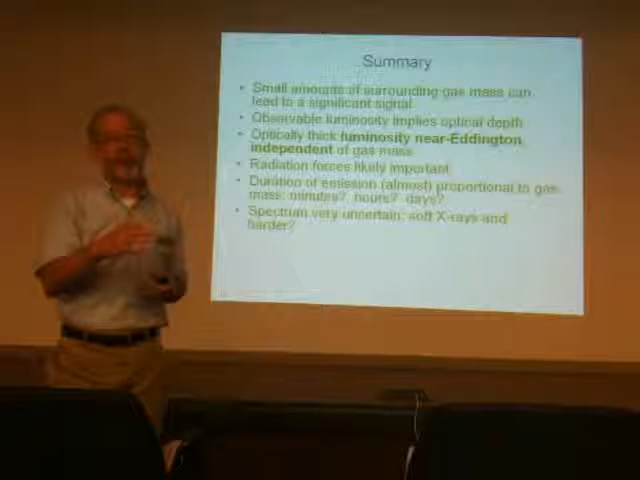 Summary
• Small amounts of surrounding gas mass can
lead to a significant signal
• Observable luminosity implies optical depth
• Optically thick luminosity near-Eddington,
independent of gas mass
• Radiation forces likely important
• Duration of emission (almost) proportional to gas
mass: minutes? hours? days?
• Spectrum very uncertain: soft X-rays and
harder?